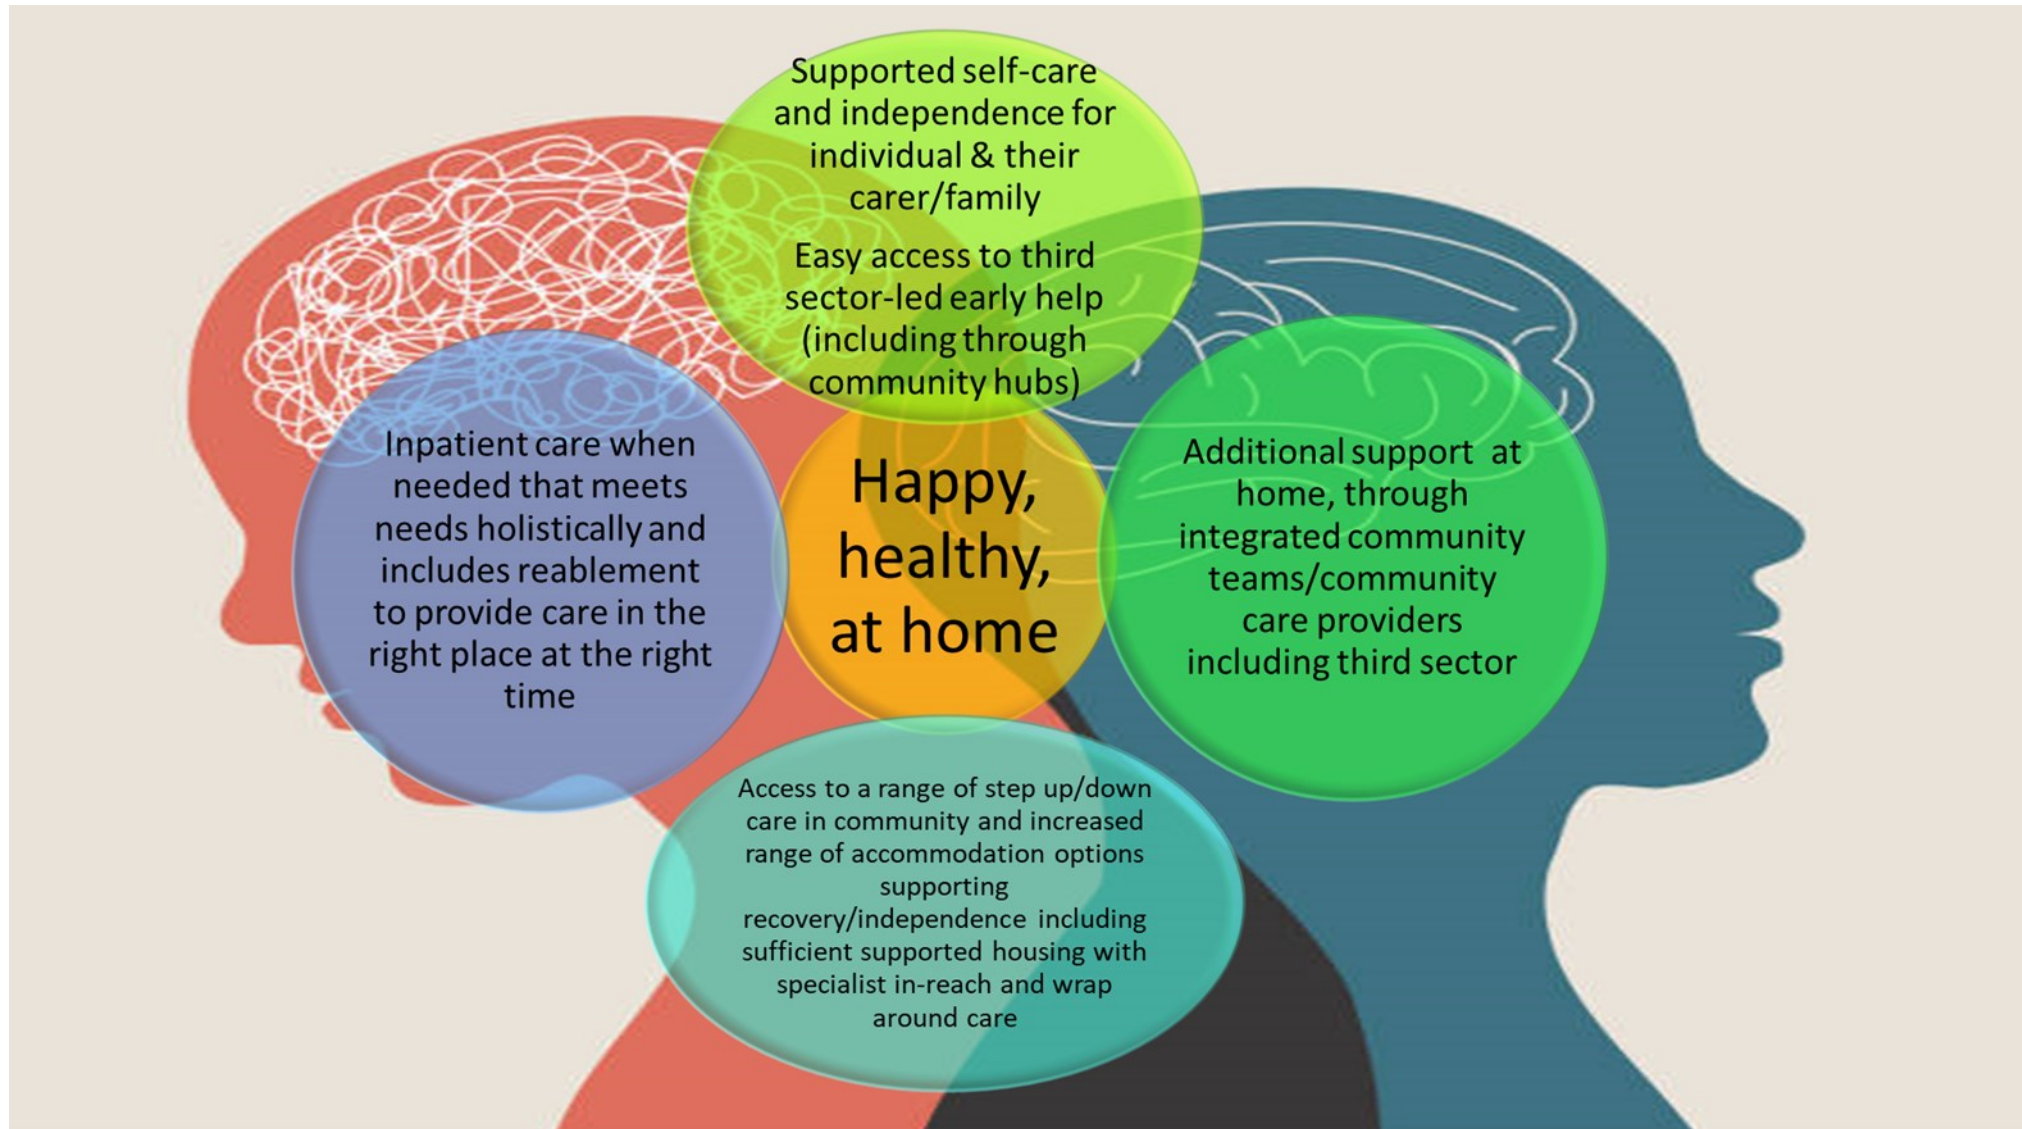 Supported self-care
and independence for
individual & their
carer/family
Easy access to third
sector-led early help
(including through
community hubs)
Inpatient care when
needed that meets
needs holistically and
includes reablement
to provide care in the
right place at the right
time
Happy,
healthy,
at home
Additional support at
home, through
integrated community
teams/community
care providers
including third sector
Access to a range of step up/down
care in community and increased
range of accommodation options
supporting
recovery/independence including
sufficient supported housing with
specialist in-reach and wrap
around care